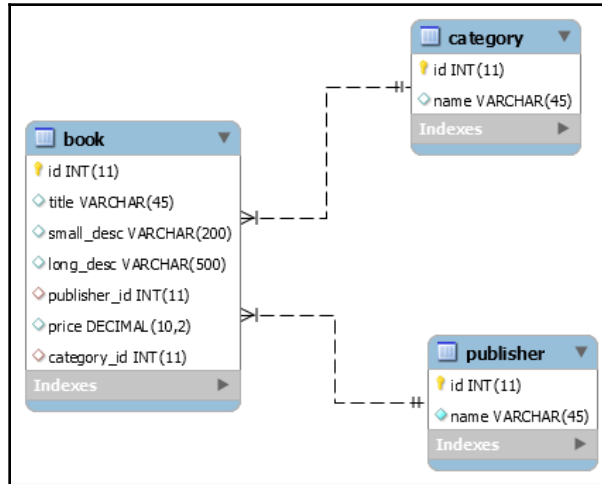 category
id INT(11)
name VARCHAR(45)
Indexes
book
id INT(11)
title VARCHAR(45)
small_desc VARCHAR(200)
long_desc VARCHAR(500)
publisher_id INT(11)
price DECIMAL(10,2)
category_id INT(11)
Indexes
publisher
id INT(11)
name VARCHAR(45)
Indexes